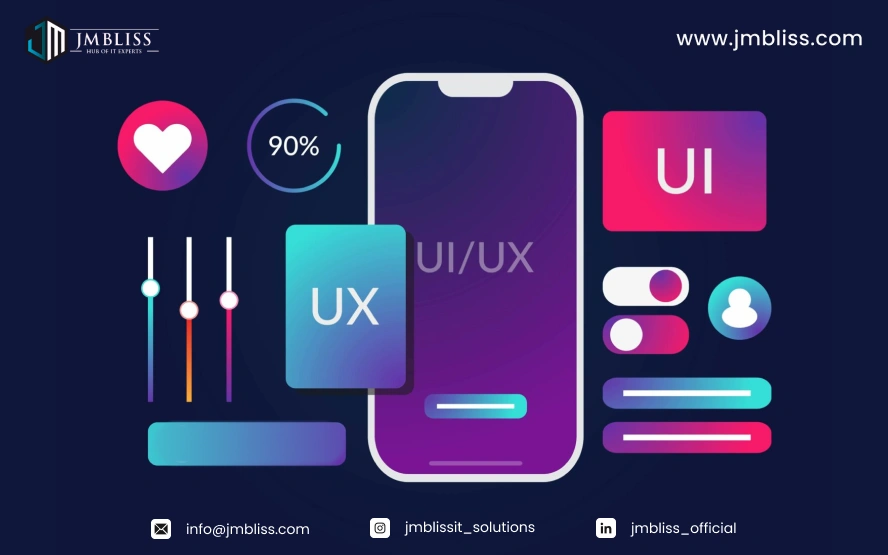 JMBLISS
HUB OF IT EXPERTS
www.jmbliss.com
90%
UI
UI/UX
UX
info@jmbliss.com
jmblissit_solutions
jmbliss_official